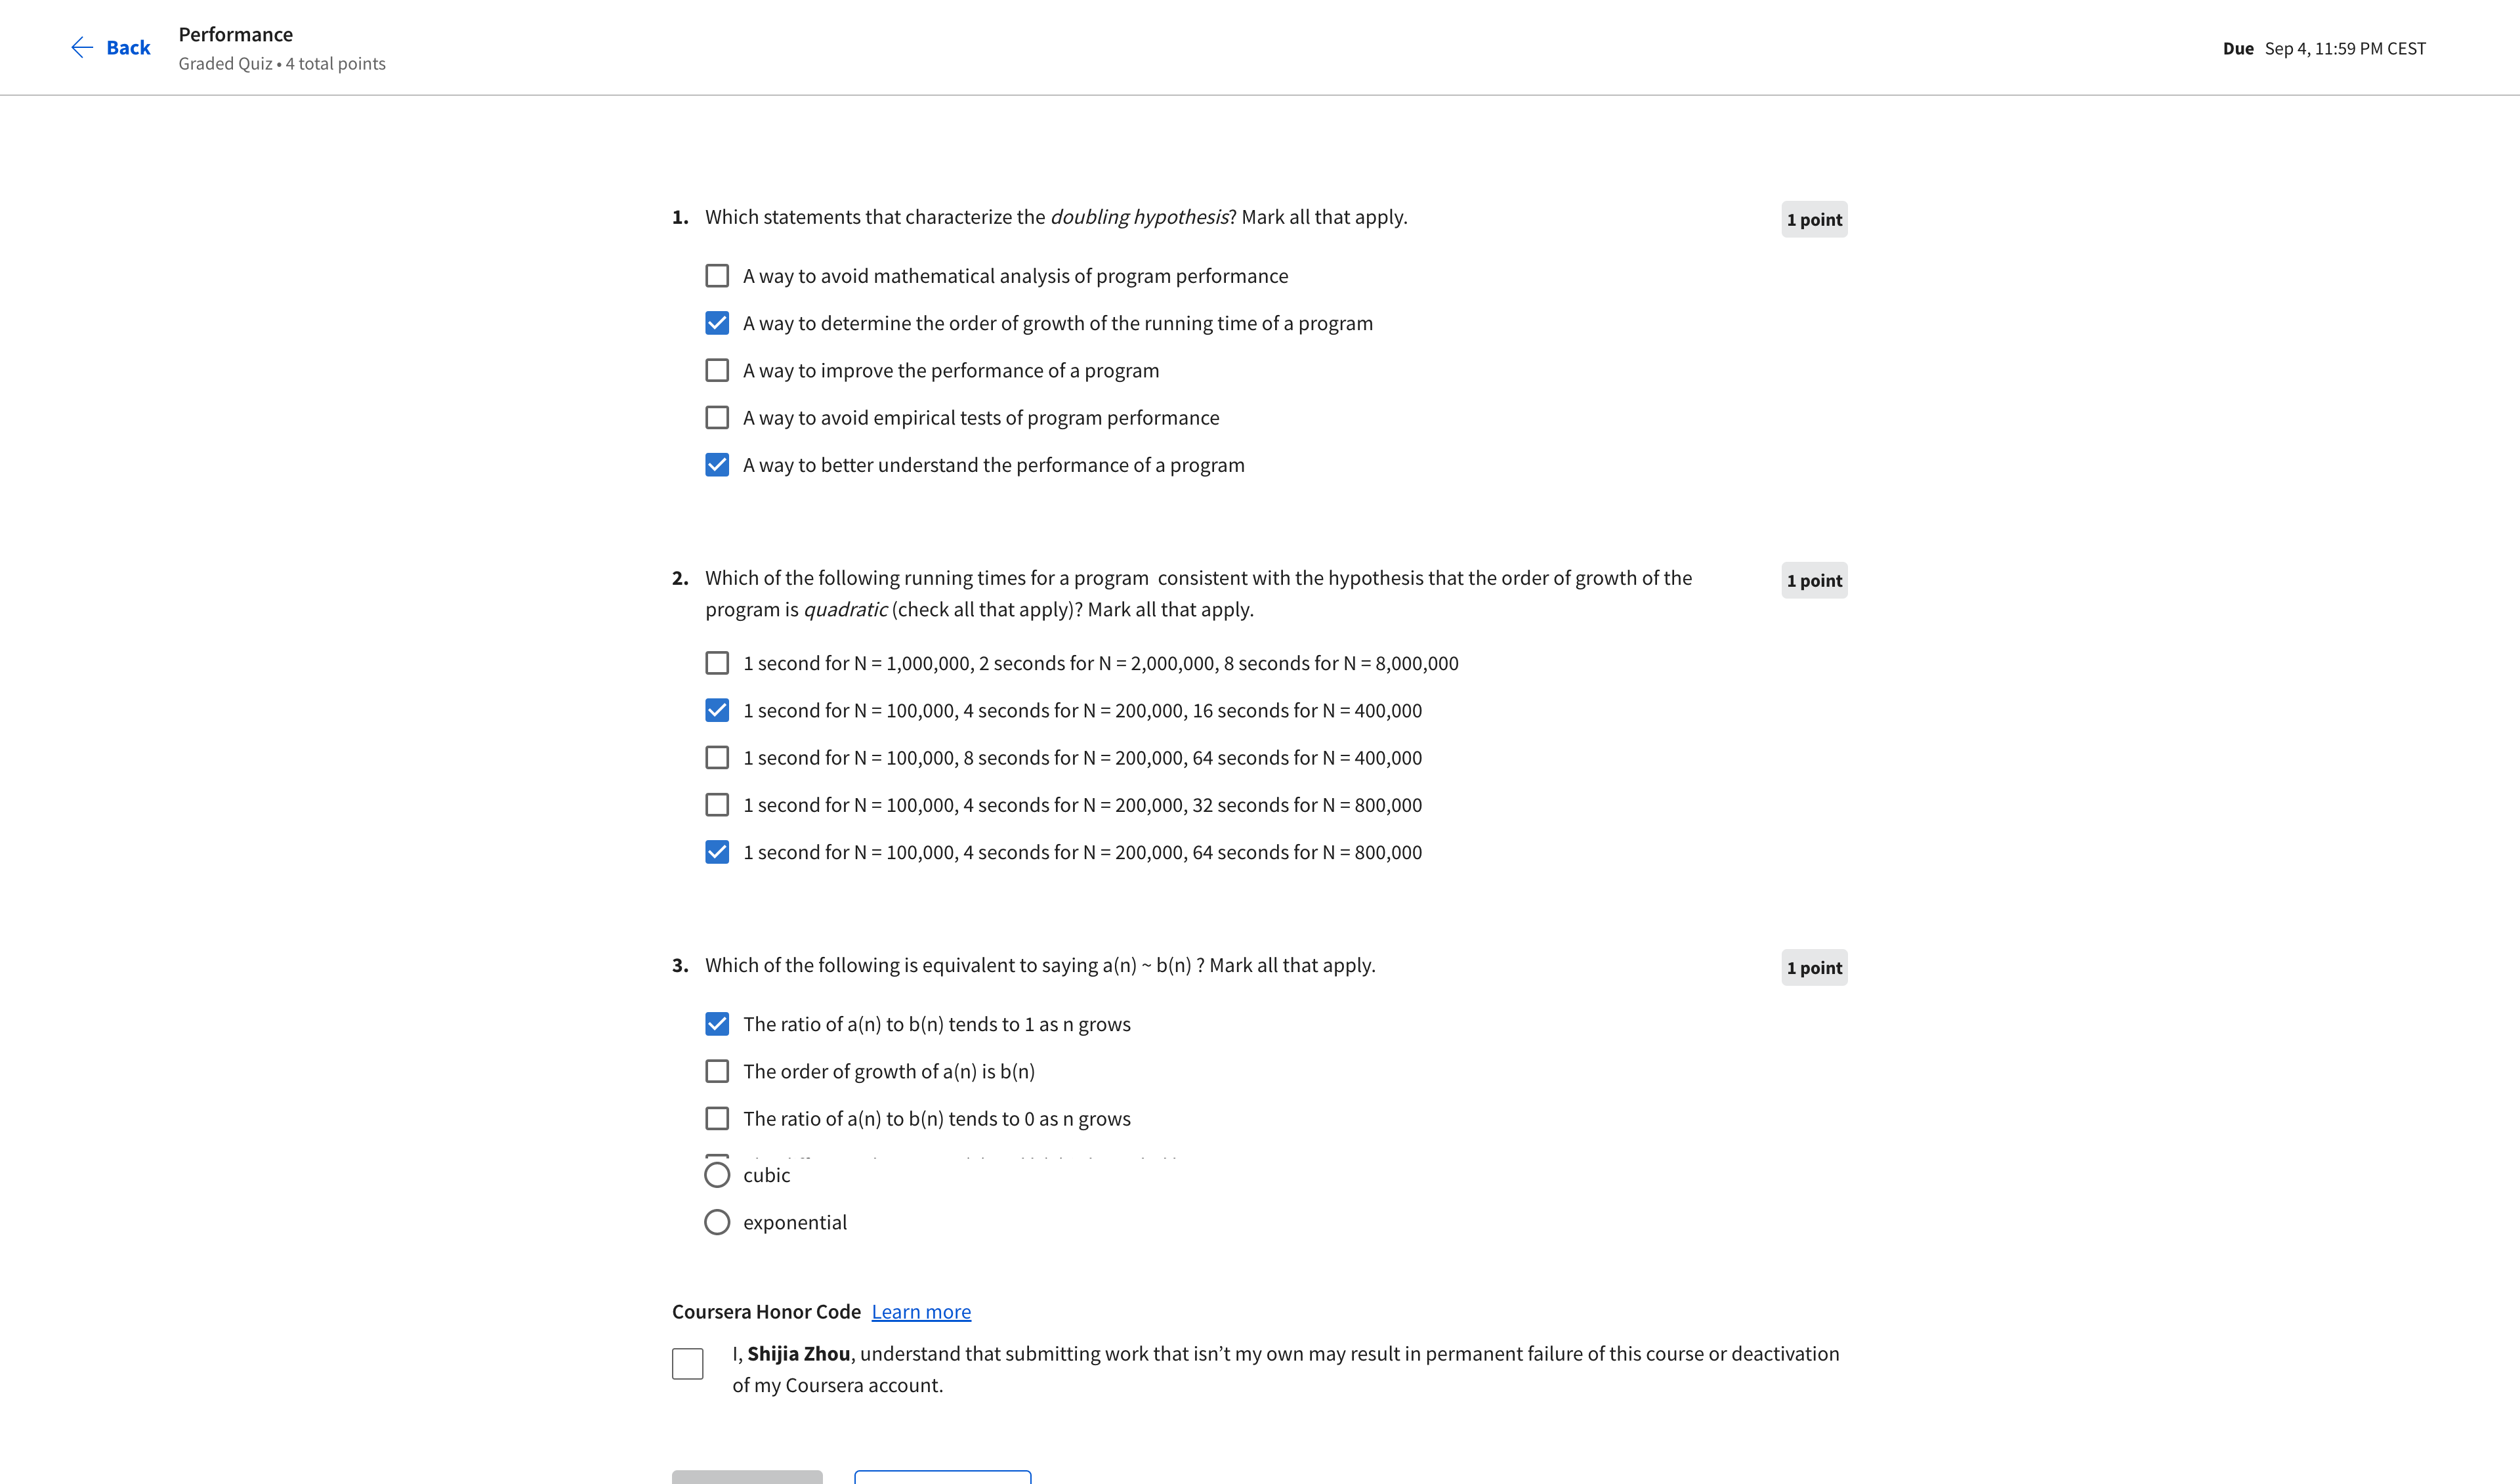 Back
Performance
Graded Quiz • 4 total points
Due Sep 4, 11:59 PM CEST
1. Which statements that characterize the doubling hypothesis? Mark all that apply.
1 point
A way to avoid mathematical analysis of program performance
A way to determine the order of growth of the running time of a program
A way to improve the performance of a program
A way to avoid empirical tests of program performance
A way to better understand the performance of a program
2. Which of the following running times for a program consistent with the hypothesis that the order of growth of the
1 point
program is quadratic (check all that apply)? Mark all that apply.
1 second for N = 1,000,000, 2 seconds for N = 2,000,000, 8 seconds for N = 8,000,000
1 second for N = 100,000, 4 seconds for N = 200,000, 16 seconds for N = 400,000
1 second for N = 100,000, 8 seconds for N = 200,000, 64 seconds for N = 400,000
1 second for N = 100,000, 4 seconds for N = 200,000, 32 seconds for N = 800,000
1 second for N = 100,000, 4 seconds for N = 200,000, 64 seconds for N = 800,000
3. Which of the following is equivalent to saying a(n) ~ b(n) ? Mark all that apply.
1 point
The ratio of a(n) to b(n) tends to 1 as n grows
The order of growth of a(n) is b(n)
The ratio of a(n) to b(n) tends to 0 as n grows
cubic
exponential
Coursera Honor Code Learn more
I, Shijia Zhou, understand that submitting work that isn’t my own may result in permanent failure of this course or deactivation
of my Coursera account.